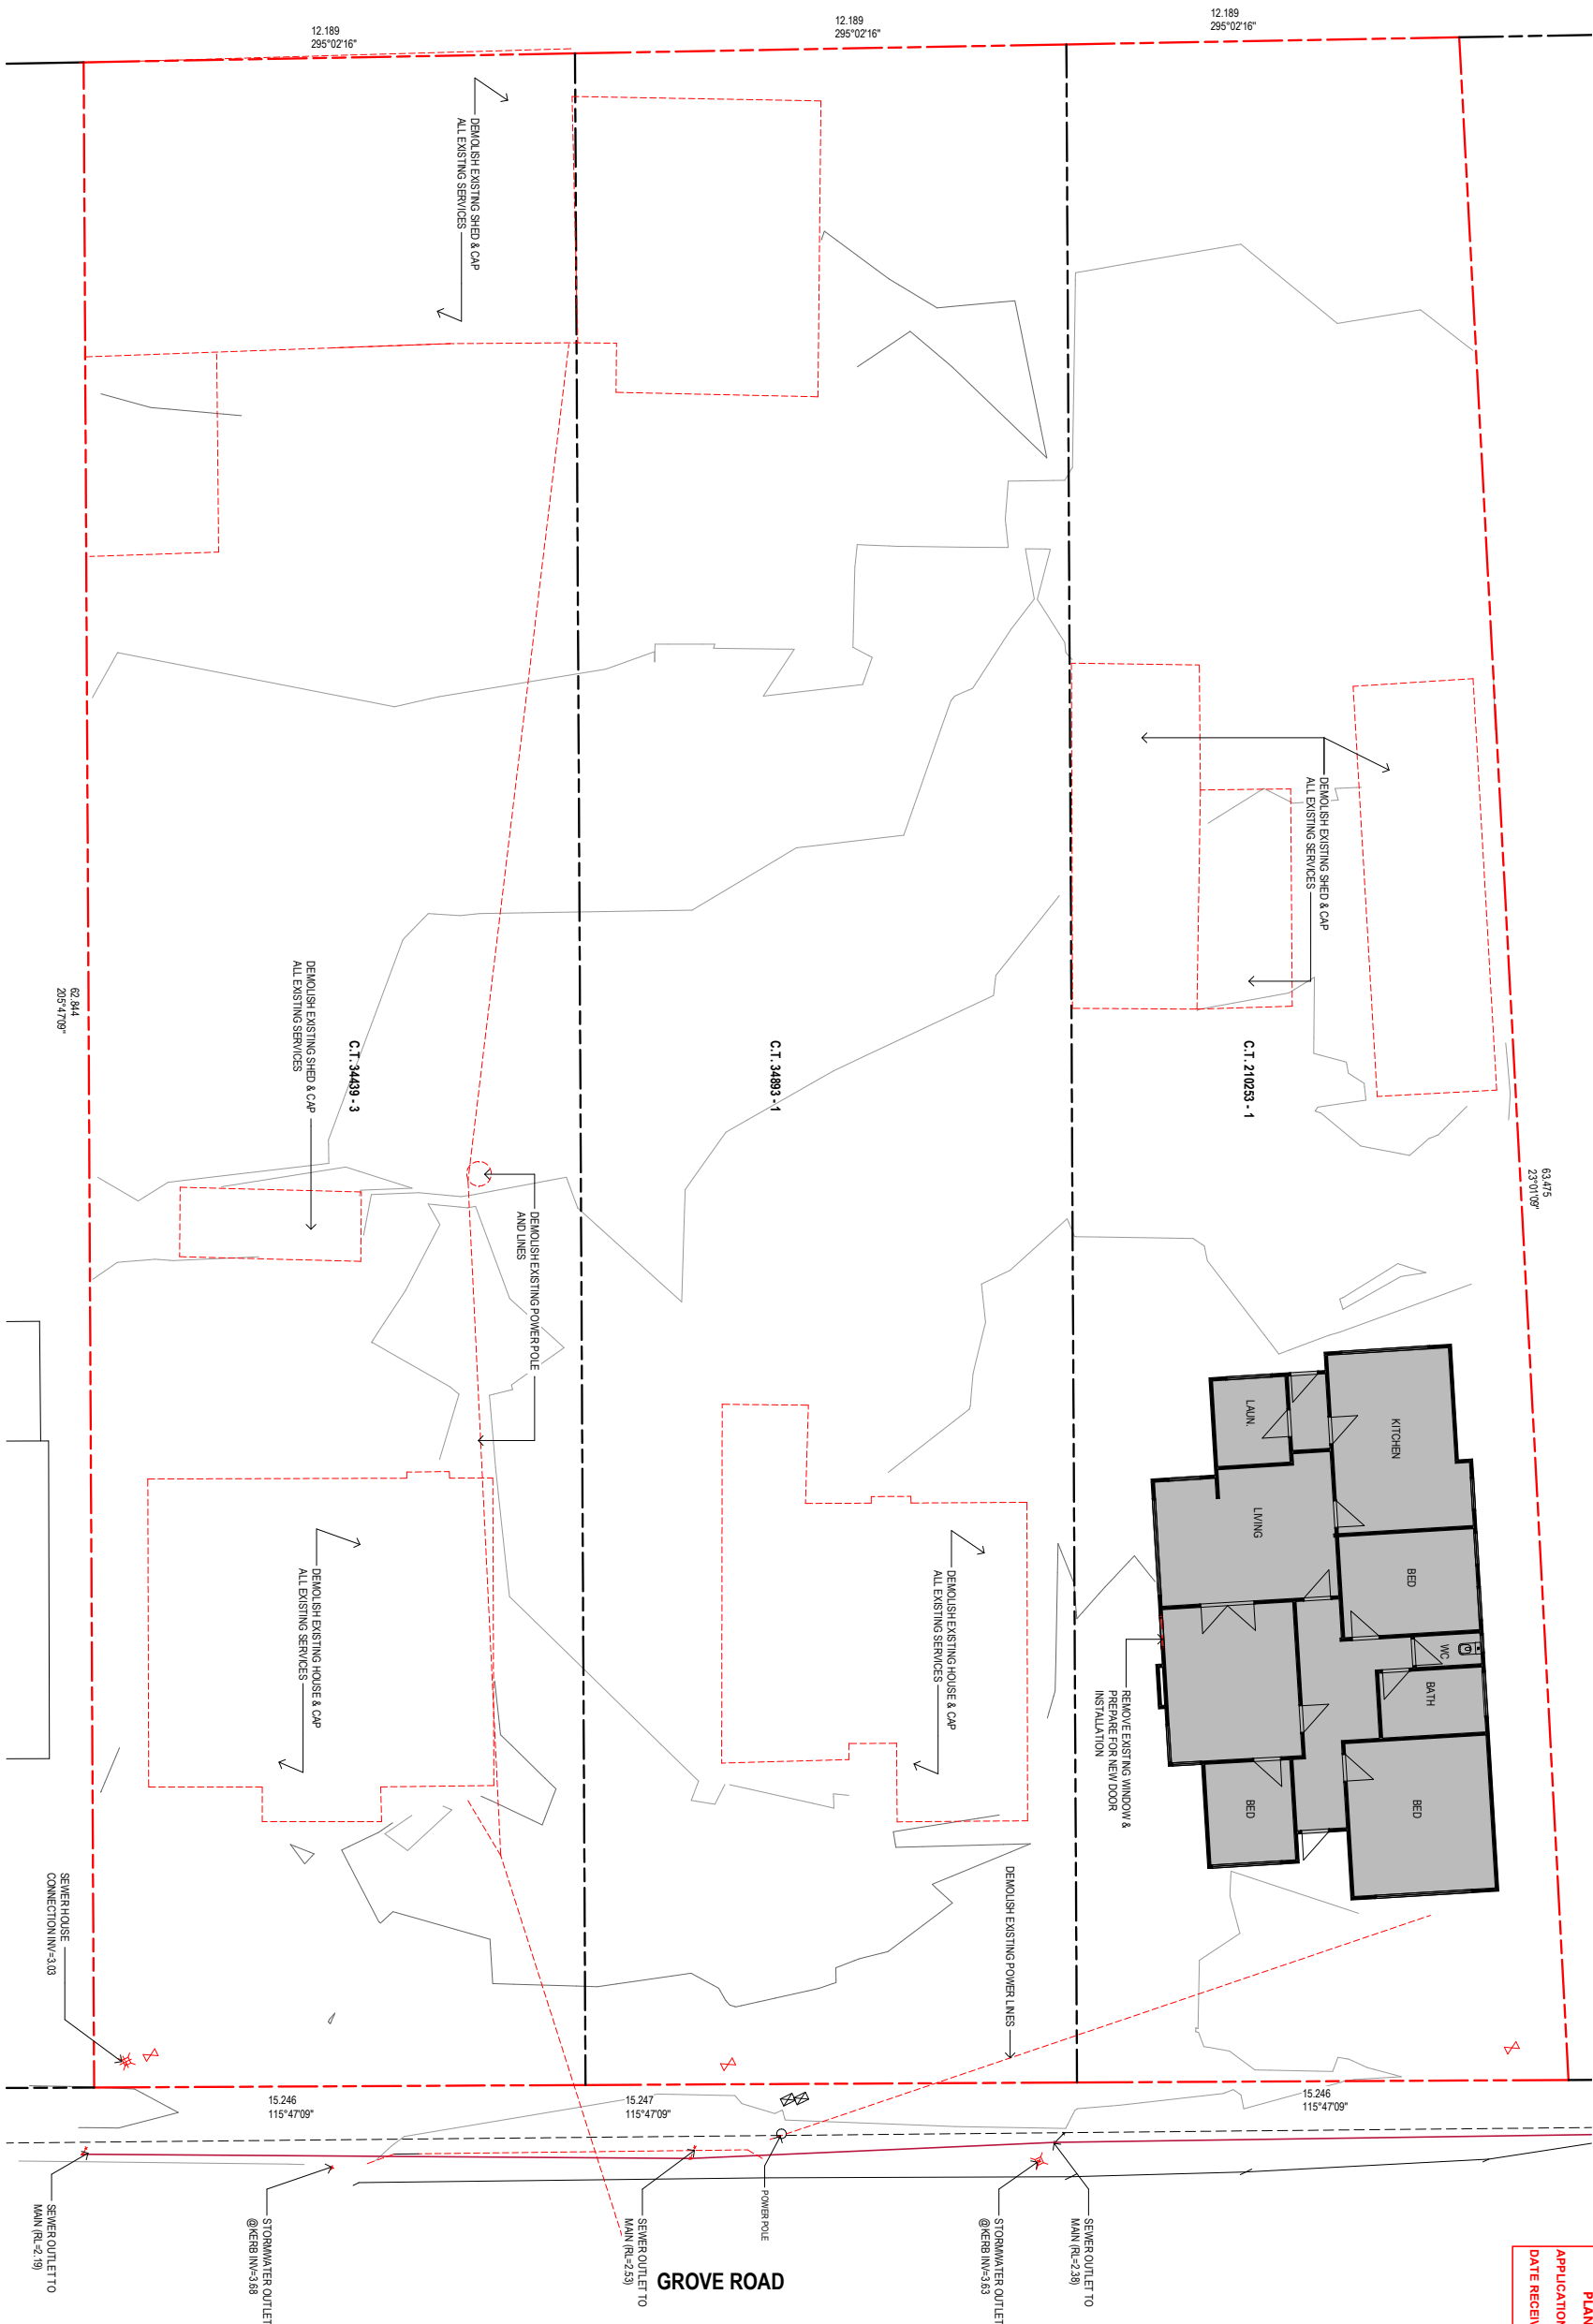 12.189
295°02'16"
12.189
295°02'16"
12.189
295°02'16"
DEMOLISH EXISTING SHED & CAP
ALL EXISTING SERVICES
DEMOLISH EXISTING SHED & CAP
ALL EXISTING SERVICES
62.844
205°47'09"
DEMOLISH EXISTING SHED & CAP
ALL EXISTING SERVICES
C.T. 34439 - 3
C.T. 34893 - 1
C.T. 210253 - 1
63.475
23°01'09"
DEMOLISH EXISTING POWER POLE
AND LINES
KITCHEN
LAUN.
LIVING
BED
WC
BATH
BED
BED
DEMOLISH EXISTING HOUSE & CAP
ALL EXISTING SERVICES
DEMOLISH EXISTING HOUSE & CAP
ALL EXISTING SERVICES
REMOVE EXISTING WINDOW &
PREPARE FOR NEW DOOR
INSTALLATION
DEMOLISH EXISTING POWER LINES
SEWER HOUSE
CONNECTION INV=3.03
15.246
115°47'09"
15.247
115°47'09"
15.246
115°47'09"
SEWER OUTLET TO
MAIN (RL=2.19)
STORMWATER OUTLET
@KERB INV=3.68
SEWER OUTLET TO
MAIN (RL=2.53)
POWER POLE
STORMWATER OUTLET
@KERB INV=3.63
SEWER OUTLET TO
MAIN (RL=2.38)
GROVE ROAD
PLAN
APPLICATION
DATE RECEIV